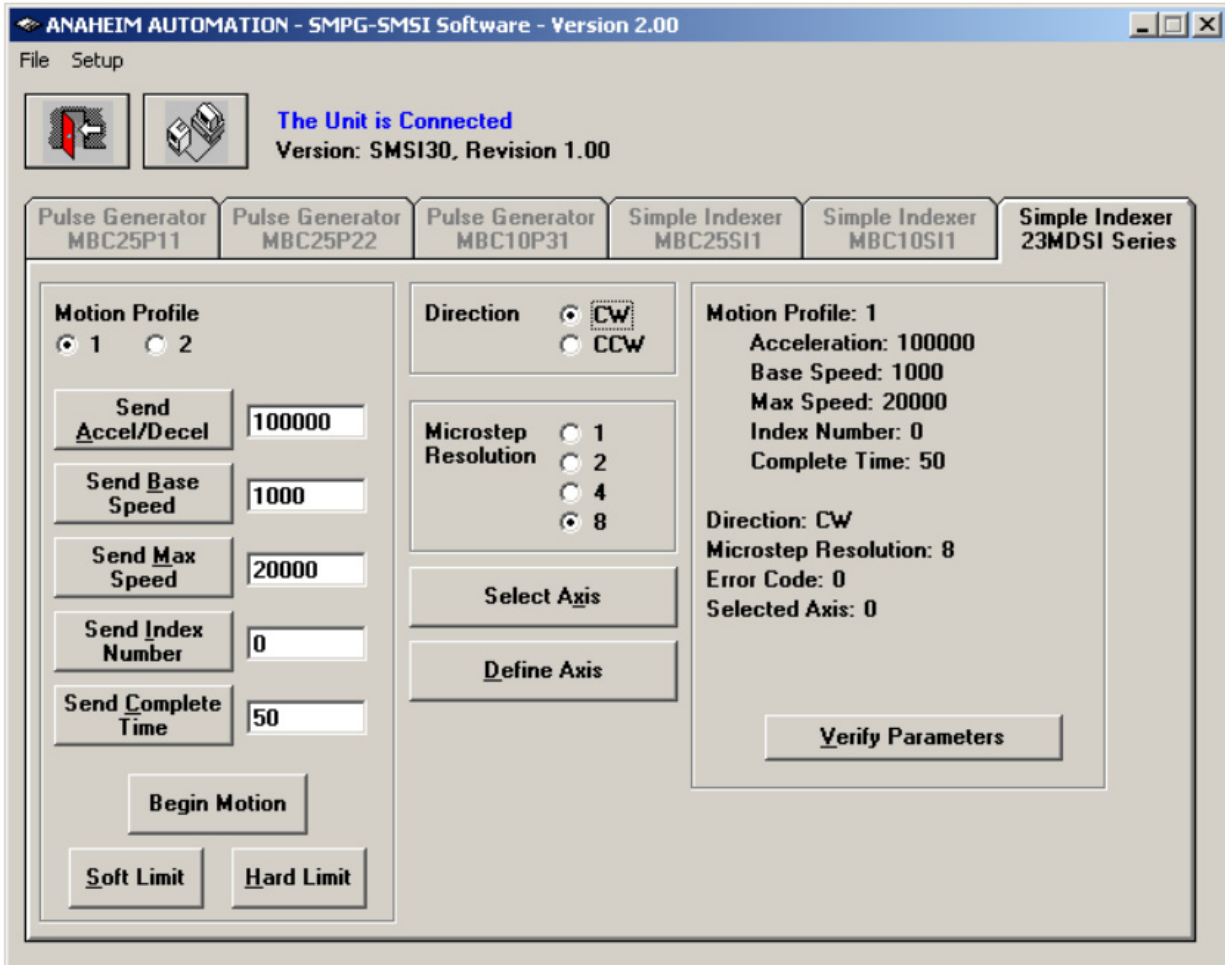 ANAHEIM AUTOMATION - SMPG-SMSI Software - Version 2.00
File Setup
The Unit is Connected
Version: SMSI30, Revision 1.00
Pulse Generator
MBC25P11
Pulse Generator
MBC25P22
Pulse Generator
MBC10P31
Simple Indexer
MBC25SI1
Simple Indexer
MBC10SI1
Simple Indexer
23MDSI Series
Motion Profile
1 2
Send
Accel/Decel
100000
Send Base
Speed
1000
Send Max
Speed
20000
Send Index
Number
0
Send Complete
Time
50
Begin Motion
Soft Limit
Hard Limit
Direction
CW
CCW
Microstep
Resolution
1
2
4
8
Select Axis
Define Axis
Motion Profile: 1
Acceleration: 100000
Base Speed: 1000
Max Speed: 20000
Index Number: 0
Complete Time: 50
Direction: CW
Microstep Resolution: 8
Error Code: 0
Selected Axis: 0
Verify Parameters